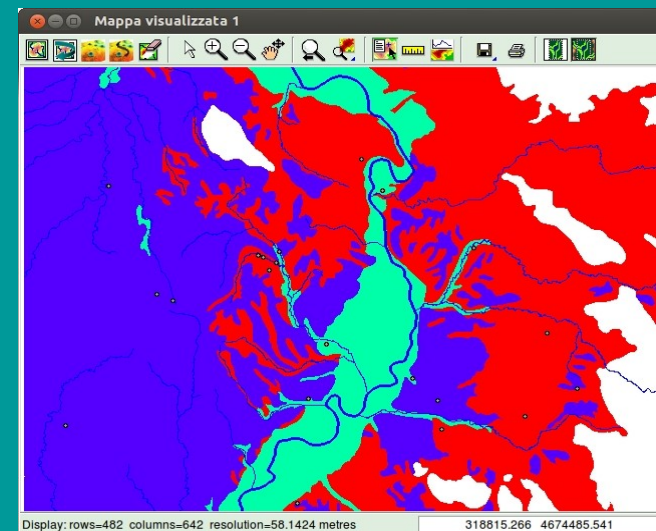 Mappa visualizzata 1
Display: rows=482 columns=642 resolution=58.1424 metres
318815.266 4674485.541